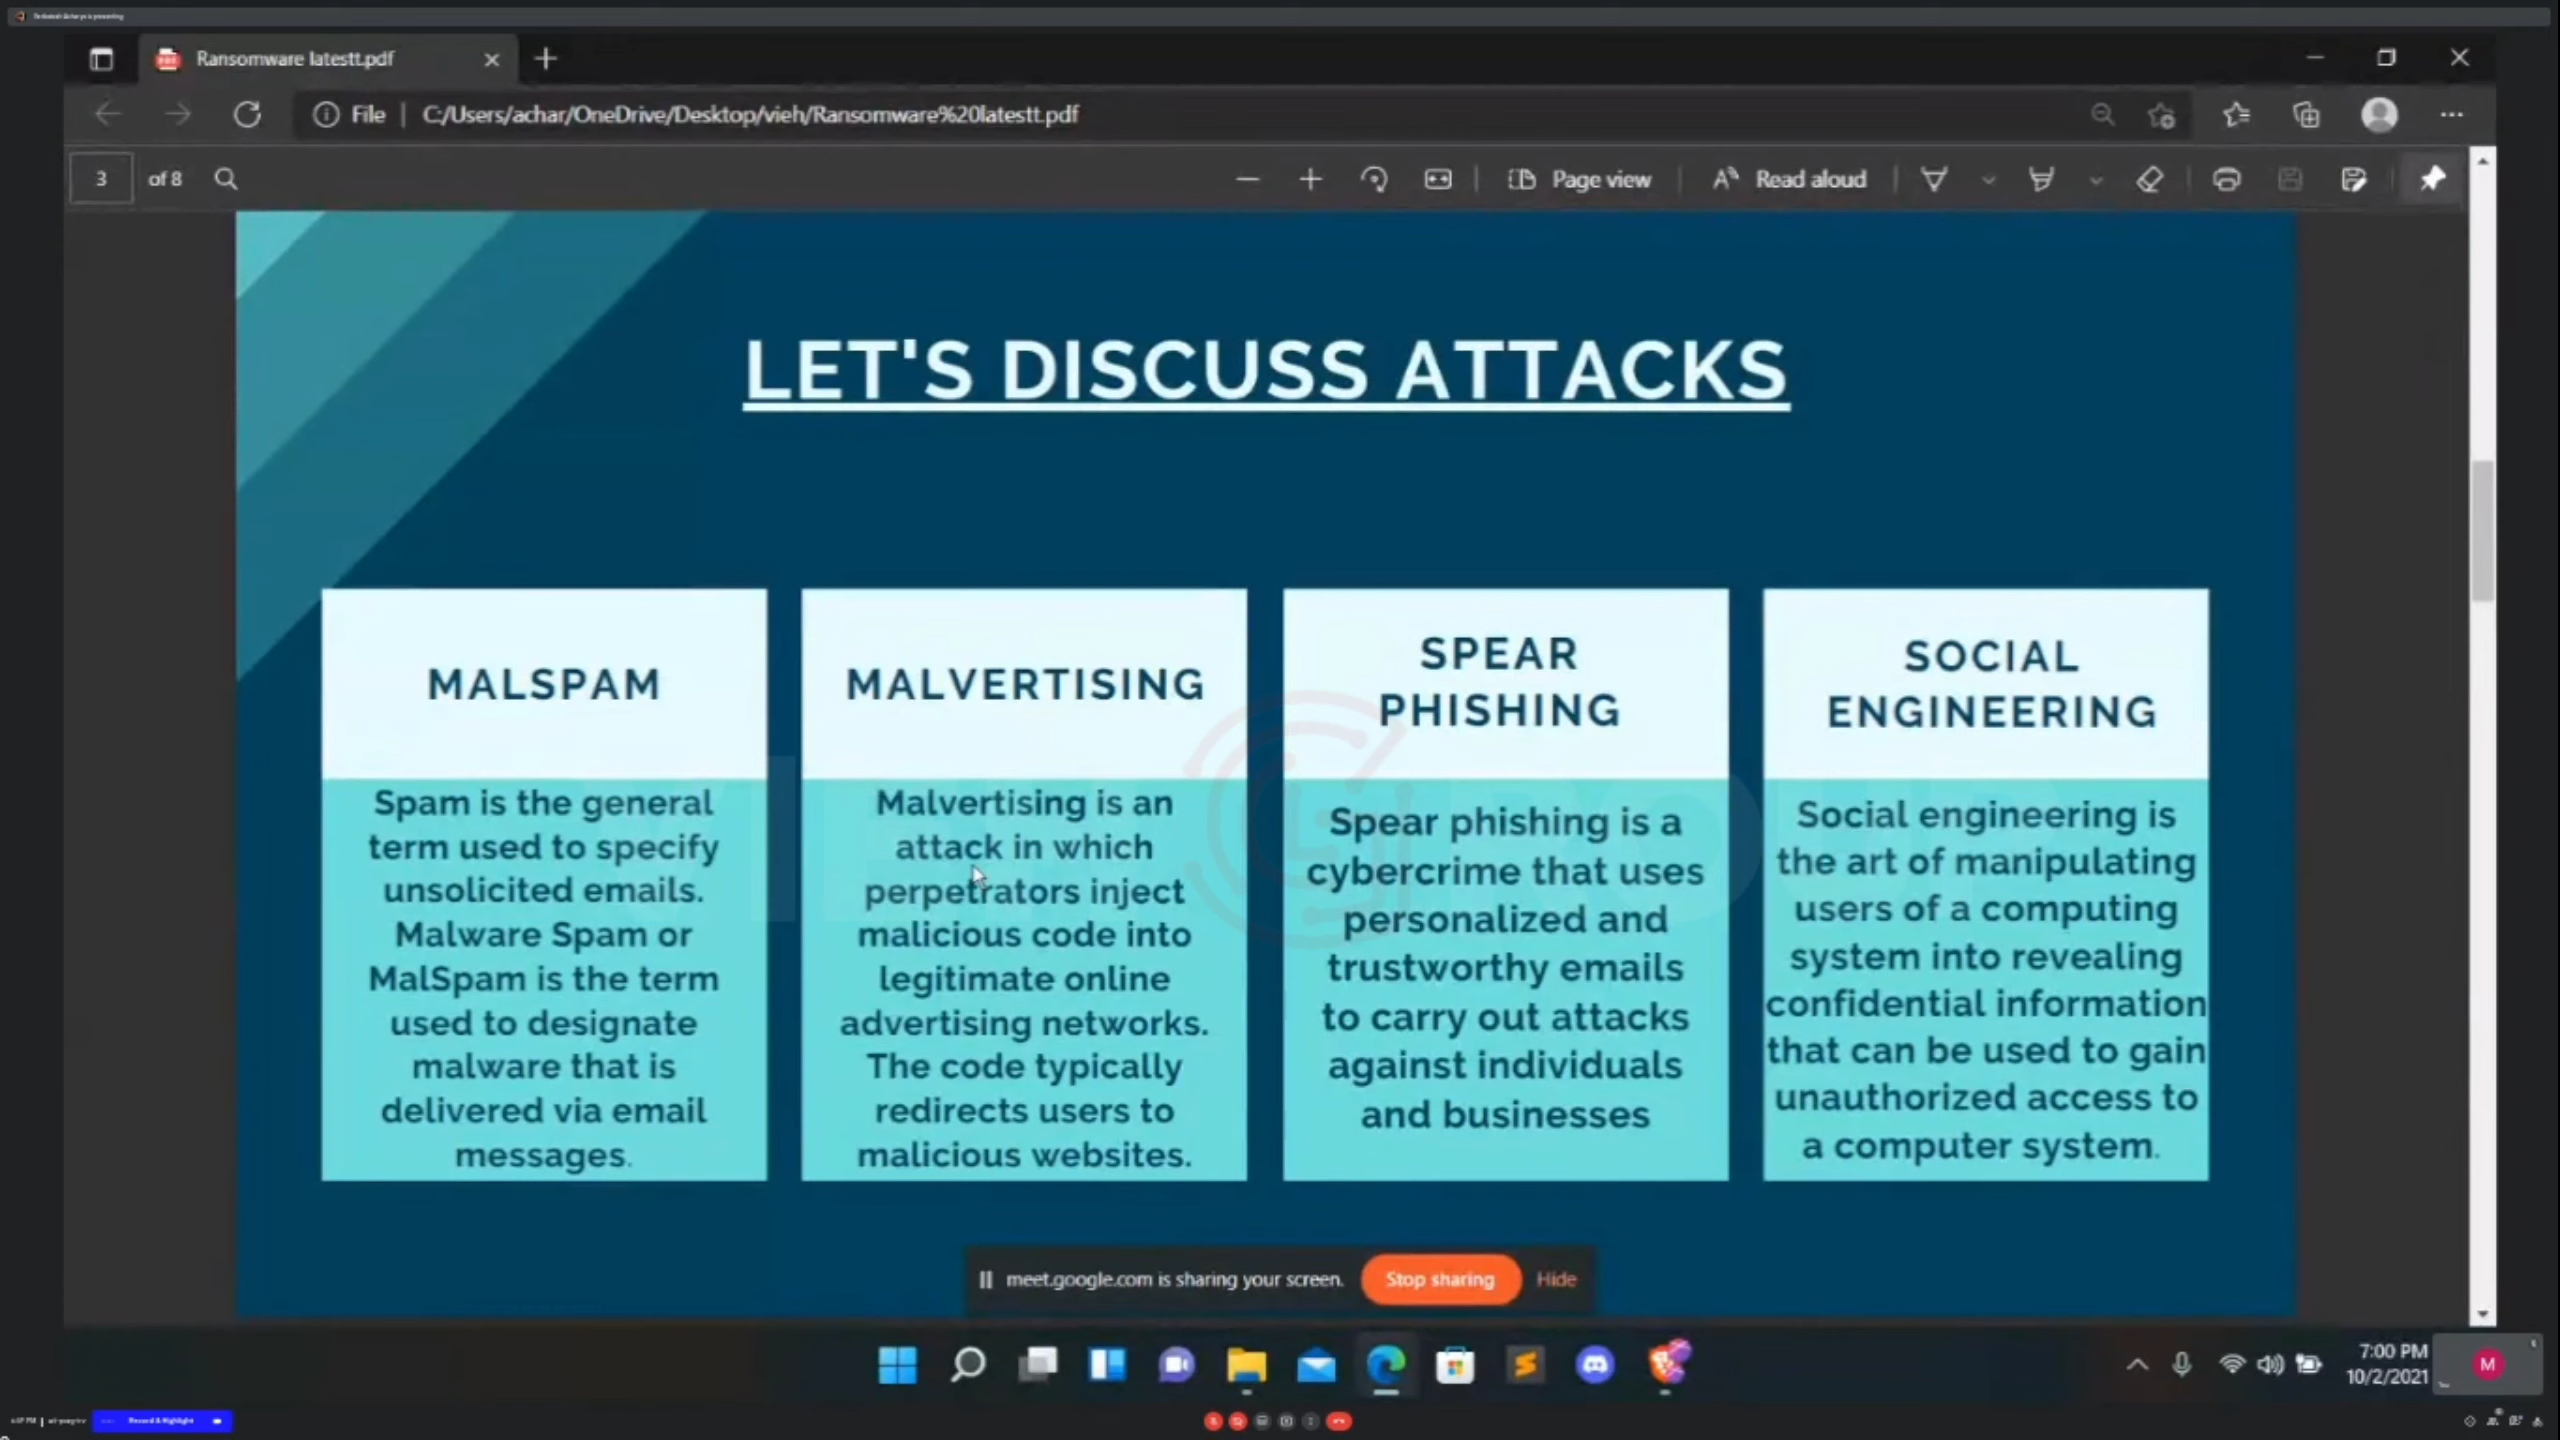 Ransomware latestt.pdf
File
C:/Users/achar/OneDrive/Desktop/vieh/Ransomware%20latestt.pdf
3 of 8
Page view
Read aloud
LET'S DISCUSS ATTACKS
MALSPAM
Spam is the general
term used to specify
unsolicited emails.
Malware Spam or
MalSpam is the term
used to designate
malware that is
delivered via email
messages.
MALVERTISING
Malvertising is an
attack in which
perpetrators inject
malicious code into
legitimate online
advertising networks.
The code typically
redirects users to
malicious websites.
SPEAR
PHISHING
Spear phishing is a
cybercrime that uses
personalized and
trustworthy emails
to carry out attacks
against individuals
and businesses
SOCIAL
ENGINEERING
Social engineering is
the art of manipulating
users of a computing
system into revealing
confidential information
that can be used to gain
unauthorized access to
a computer system.
meet.google.com is sharing your screen.
Stop sharing
Hide
7:00 PM
10/2/2021
M
Record & Highlight